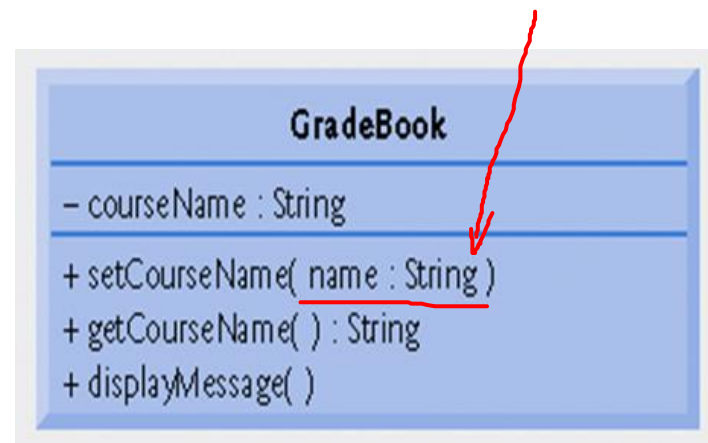 GradeBook
– courseName : String
+ setCourseName( name : String )
+ getCourseName( ) : String
+ displayMessage( )